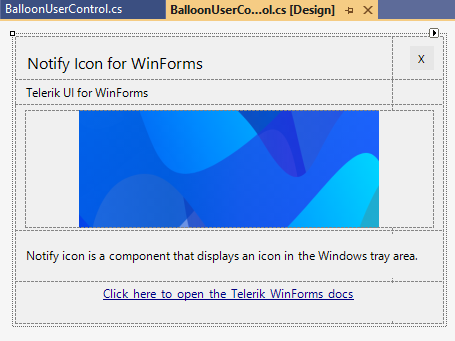 BalloonUserControl.cs
BalloonUserCo...ol.cs [Design]
Notify Icon for WinForms
X
Telerik UI for WinForms
Notify icon is a component that displays an icon in the Windows tray area.
Click here to open the Telerik WinForms docs